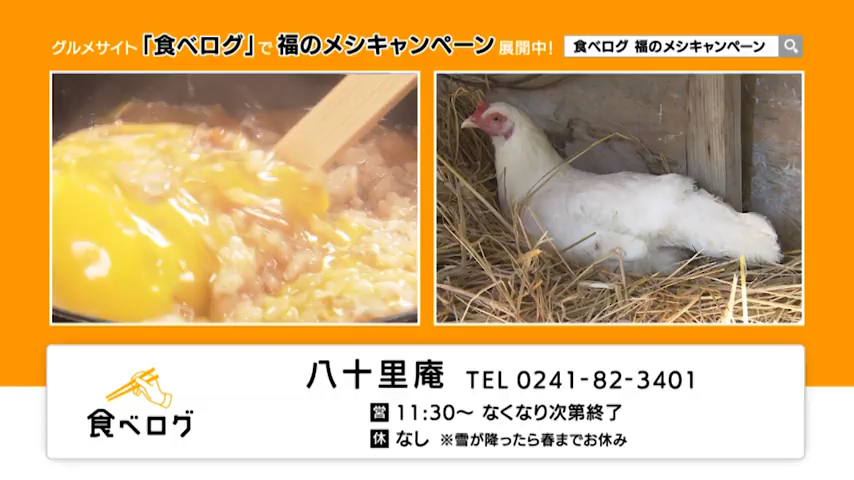 グルメサイト「食べログ」で 福のメシキャンペーン 展開中!
食べログ 福のメシキャンペーン
八十里庵 TEL 0241-82-3401
営 11:30～ なくなり次第終了
休 なし ※雪が降ったら春までお休み
食べログ